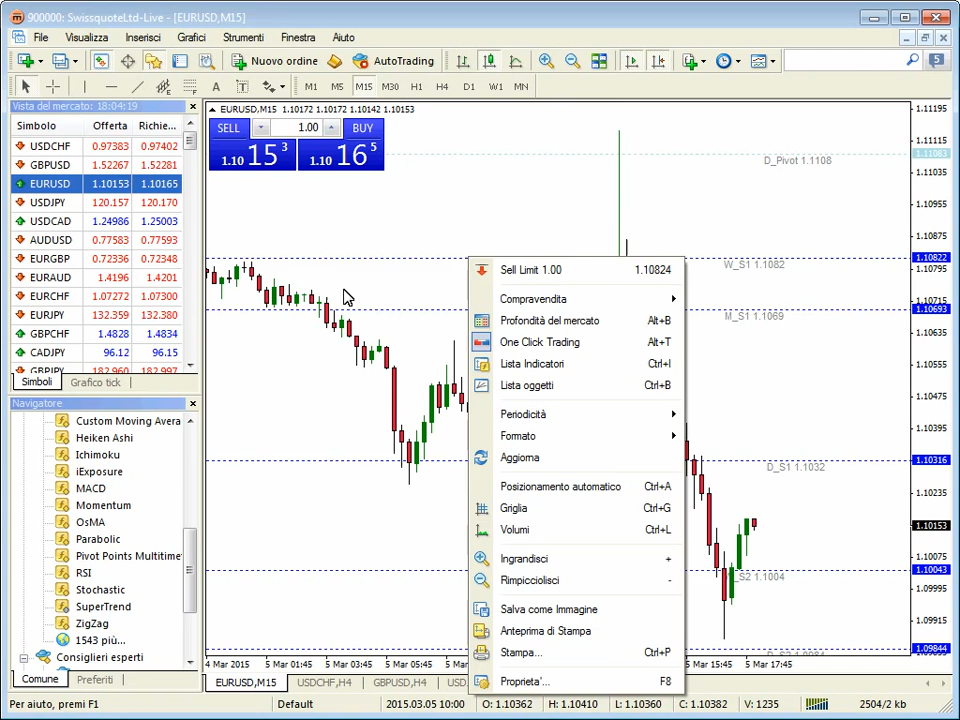 900000: SwissquoteLtd-Live - [EURUSD,M15]
File Visualizza Inserisci Grafici Strumenti Finestra Aiuto
Nuovo ordine AutoTrading 5
A T M1 M5 M15 M30 H1 H4 D1 W1 MN
Vista del mercato: 18:04:19
Simbolo Offerta Richie...
USDCHF 0.97383 0.97402
GBPUSD 1.52267 1.52281
EURUSD 1.10153 1.10165
USDJPY 120.157 120.170
USDCAD 1.24986 1.25003
AUDUSD 0.77583 0.77593
EURGBP 0.72336 0.72348
EURAUD 1.4196 1.4201
EURCHF 1.07272 1.07300
EURJPY 132.359 132.380
GBPCHF 1.4828 1.4834
CADJPY 96.12 96.15
GBPJPY 182.960 182.997
Simboli Grafico tick
Navigatore
Custom Moving Avera
Heiken Ashi
Ichimoku
iExposure
MACD
Momentum
OsMA
Parabolic
Pivot Points Multitime
RSI
Stochastic
SuperTrend
ZigZag
1543 più...
Consiglieri esperti
Comune Preferiti
EURUSD,M15 1.10172 1.10172 1.10142 1.10153
SELL 1.00 BUY
1.10 15 3 1.10 16 5
D_Pivot 1.1108
W_S1 1.1082
M_S1 1.1069
D_S1 1.1032
W_S2 1.1004
1.11195
1.11115
1.11083
1.11035
1.10955
1.10875
1.10822
1.10795
1.10715
1.10693
1.10635
1.10555
1.10475
1.10395
1.10316
1.10235
1.10153
1.10075
1.10043
1.09995
1.09915
1.09844
Sell Limit 1.00 1.10824
Compravendita
Profondità del mercato Alt+B
One Click Trading Alt+T
Lista Indicatori Ctrl+I
Lista oggetti Ctrl+B
Periodicità
Formato
Aggiorna
Posizionamento automatico Ctrl+A
Griglia Ctrl+G
Volumi Ctrl+L
Ingrandisci +
Rimpicciolisci -
Salva come Immagine
Anteprima di Stampa
Stampa... Ctrl+P
Proprieta'... F8
4 Mar 2015 5 Mar 01:45 5 Mar 03:45 5 Mar 05:45 5 Mar 15:45 5 Mar 17:45
EURUSD,M15 USDCHF,H4 GBPUSD,H4 USD
Per aiuto, premi F1 Default 2015.03.05 10:00 O: 1.10362 H: 1.10410 L: 1.10360 C: 1.10382 V: 1235 2504/2 kb